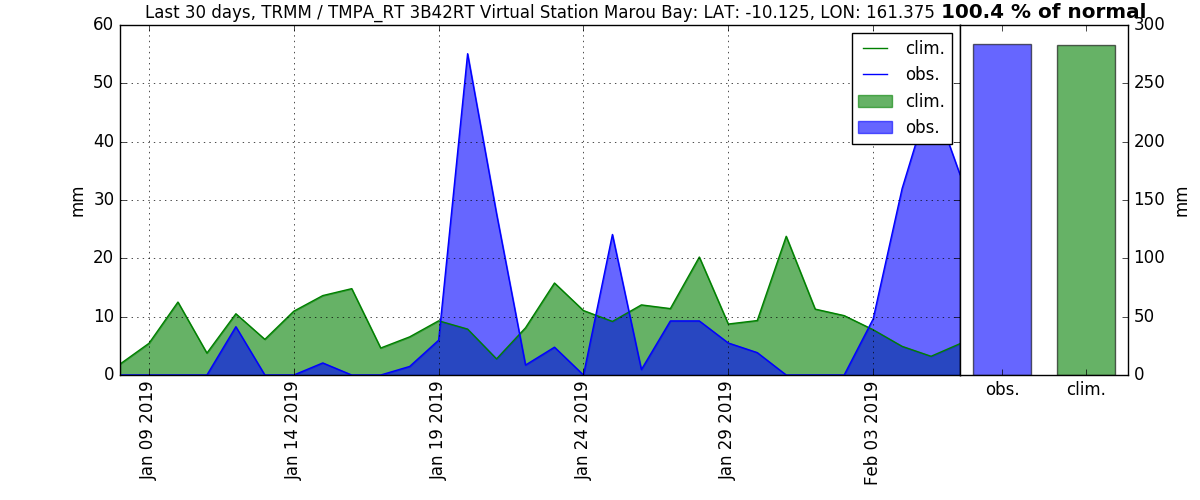 Last 30 days, TRMM / TMPA_RT 3B42RT Virtual Station Marou Bay: LAT: -10.125, LON: 161.375 100.4 % of normal
60
50
40
30
20
10
0
mm
clim.
obs.
clim.
obs.
Jan 09 2019
Jan 14 2019
Jan 19 2019
Jan 24 2019
Jan 29 2019
Feb 03 2019
300
250
200
150
100
50
0
mm
obs. clim.